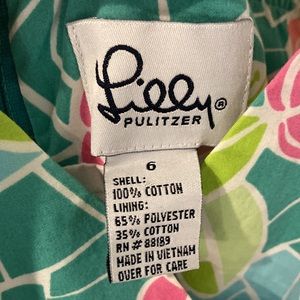 Lilly®
PULITZER
6
SHELL:
100% COTTON
LINING:
65% POLYESTER
35% COTTON
RN # 88189
MADE IN VIETNAM
OVER FOR CARE